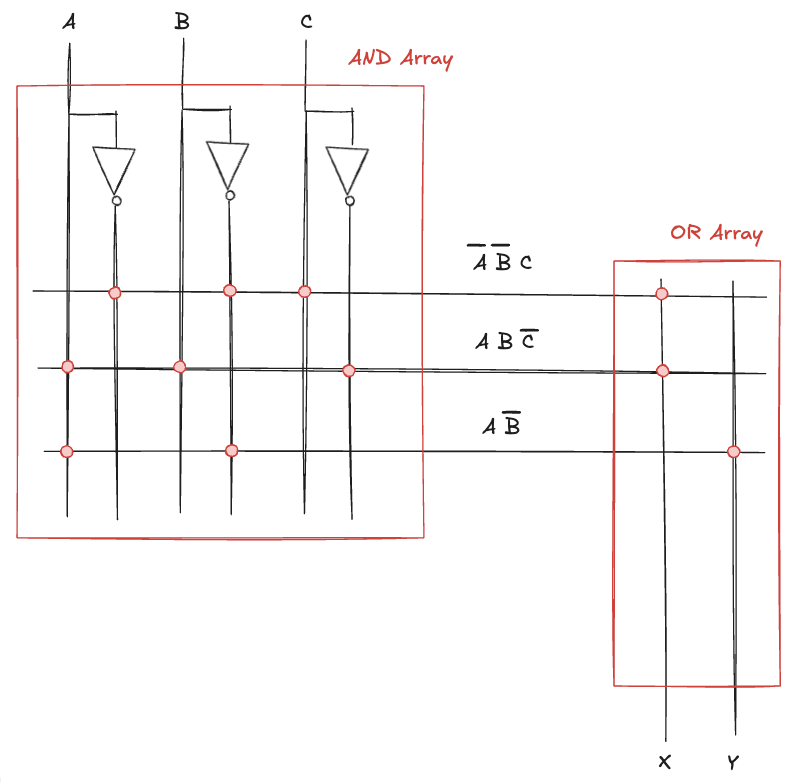 A B C
AND Array
OR Array
A̅ B̅ C
A B C̅
A B̅
X Y